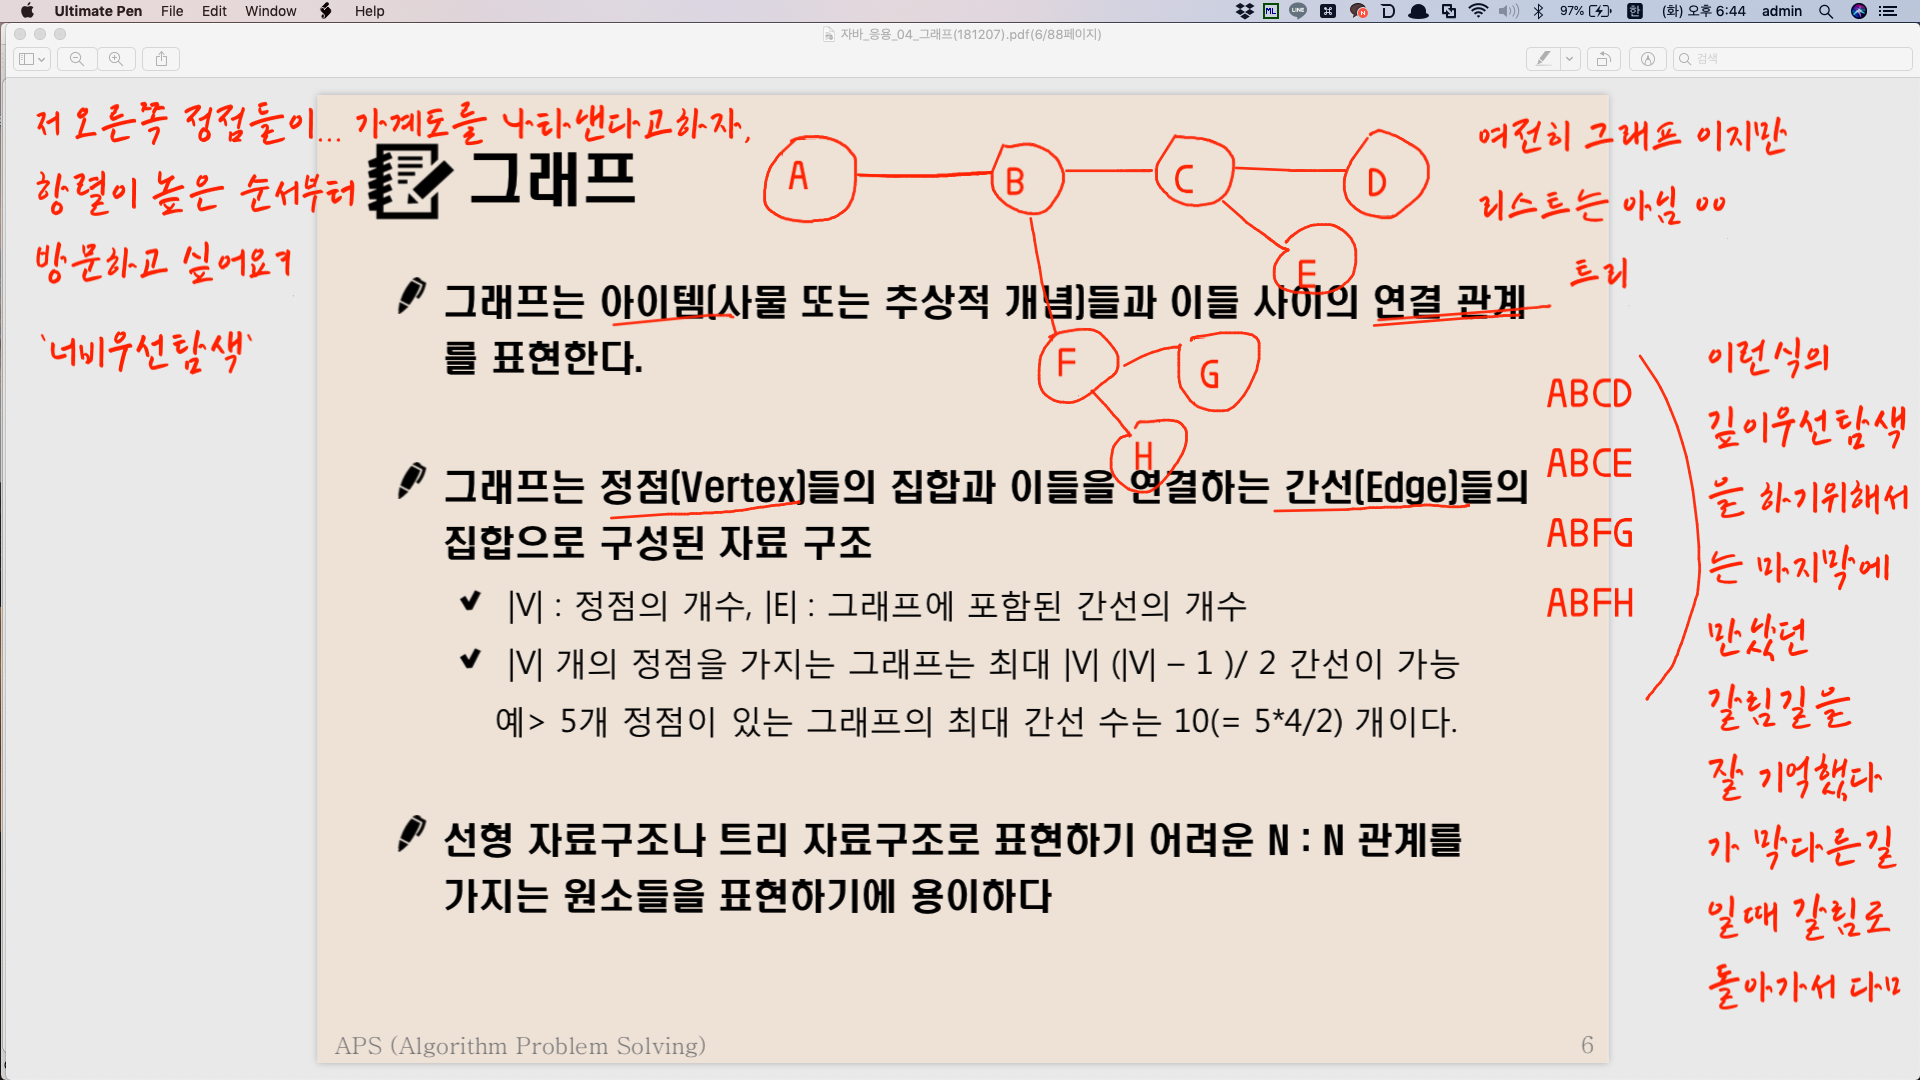 Ultimate Pen File Edit Window Help
97% 한 (화) 오후 6:44 admin
자바_응용_04_그래프(181207).pdf(6/88페이지)
검색
저 오른쪽 정점들이... 가계도를 나타낸다고하자,
항렬이 높은 순서부터
방문하고 싶어요ㅋ
'너비우선탐색'
그래프
A B C D
E
F G
H
여전히 그래프 이지만
리스트는 아님 ㅇㅇ
트리
그래프는 아이템(사물 또는 추상적 개념)들과 이들 사이의 연결 관계
를 표현한다.
그래프는 정점(Vertex)들의 집합과 이들을 연결하는 간선(Edge)들의
집합으로 구성된 자료 구조
|V| : 정점의 개수, |E| : 그래프에 포함된 간선의 개수
|V| 개의 정점을 가지는 그래프는 최대 |V| (|V| – 1 )/ 2 간선이 가능
예> 5개 정점이 있는 그래프의 최대 간선 수는 10(= 5*4/2) 개이다.
선형 자료구조나 트리 자료구조로 표현하기 어려운 N : N 관계를
가지는 원소들을 표현하기에 용이하다
ABCD
ABCE
ABFG
ABFH
이런식의
깊이우선탐색
을 하기위해서
는 마지막에
만났던
갈림길을
잘 기억했다
가 막다른길
일때 갈림로
돌아가서 다ㅁ
APS (Algorithm Problem Solving)
6